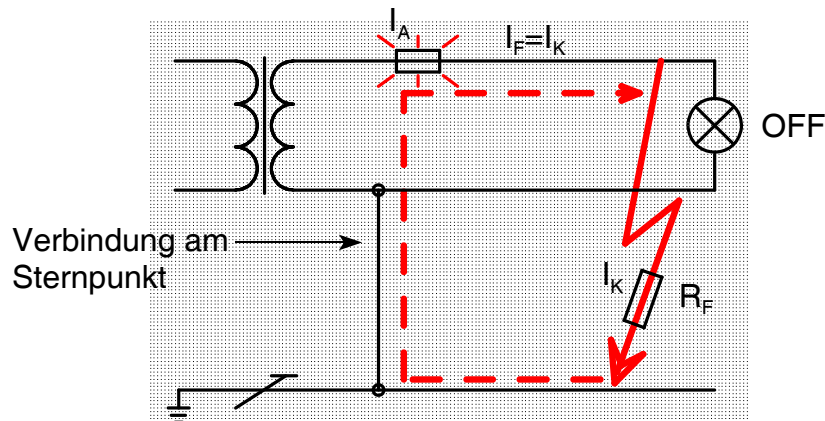 I_A
I_F=I_K
OFF
Verbindung am
Sternpunkt
I_K
R_F